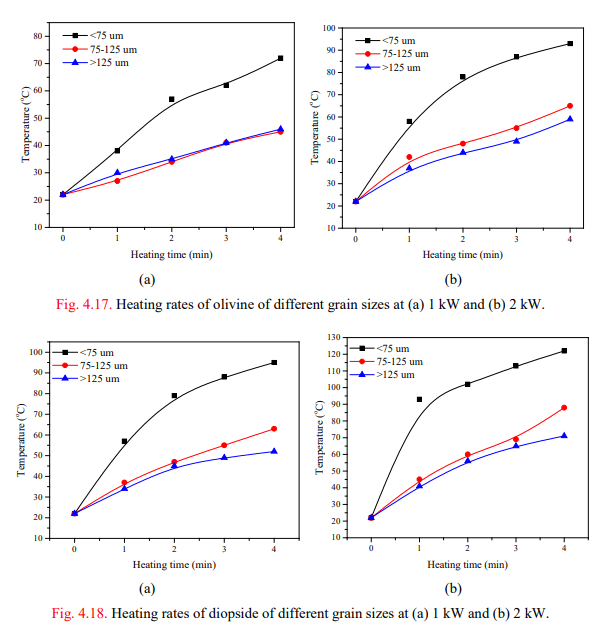 <75 um
75-125 um
>125 um
80
70
60
50
40
30
20
10
Temperature (°C)
0 1 2 3 4
Heating time (min)
(a)
<75 um
75-125 um
>125 um
100
90
80
70
60
50
40
30
20
10
Temperature (°C)
0 1 2 3 4
Heating time (min)
(b)
Fig. 4.17. Heating rates of olivine of different grain sizes at (a) 1 kW and (b) 2 kW.
<75 um
75-125 um
>125 um
100
90
80
70
60
50
40
30
20
10
Temperature (°C)
0 1 2 3 4
Heating time (min)
(a)
<75 um
75-125 um
>125 um
130
120
110
100
90
80
70
60
50
40
30
20
10
Temperature (°C)
0 1 2 3 4
Heating time (min)
(b)
Fig. 4.18. Heating rates of diopside of different grain sizes at (a) 1 kW and (b) 2 kW.